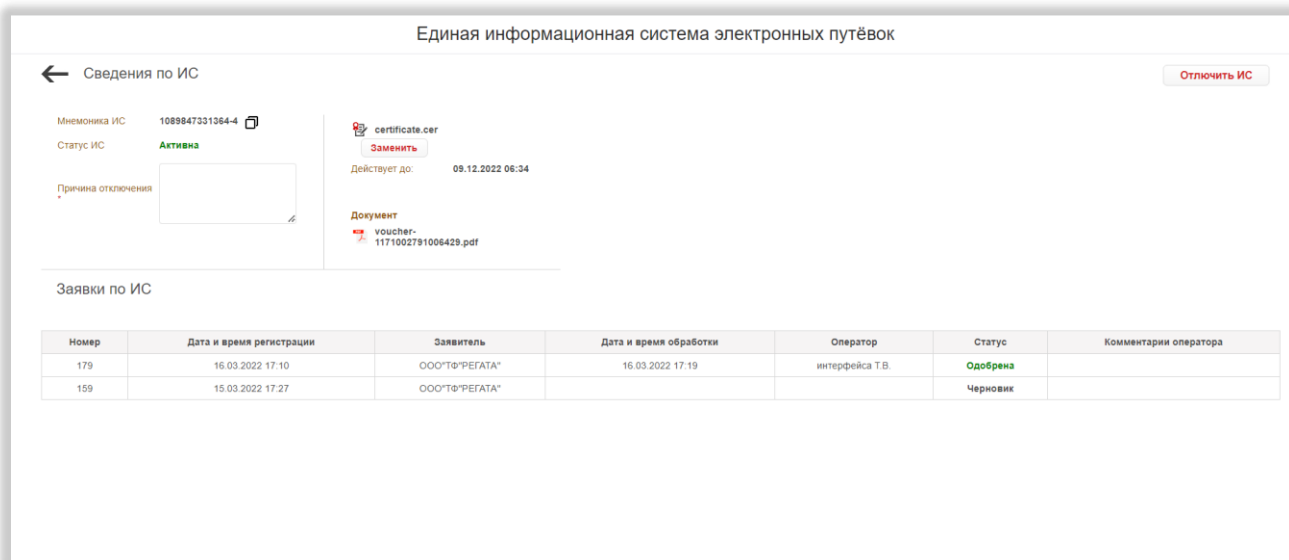 Единая информационная система электронных путёвок
Сведения по ИС
Отлючить ИС
Мнемоника ИС 1089847331364-4
Статус ИС Активна
Причина отключения
*
certificate.cer
Заменить
Действует до: 09.12.2022 06:34
Документ
voucher-
1171002791006429.pdf
Заявки по ИС
Номер Дата и время регистрации Заявитель Дата и время обработки Оператор Статус Комментарии оператора
179 16.03.2022 17:10 ООО"ТФ"РЕГАТА" 16.03.2022 17:19 интерфейса Т.В. Одобрена
159 15.03.2022 17:27 ООО"ТФ"РЕГАТА" Черновик